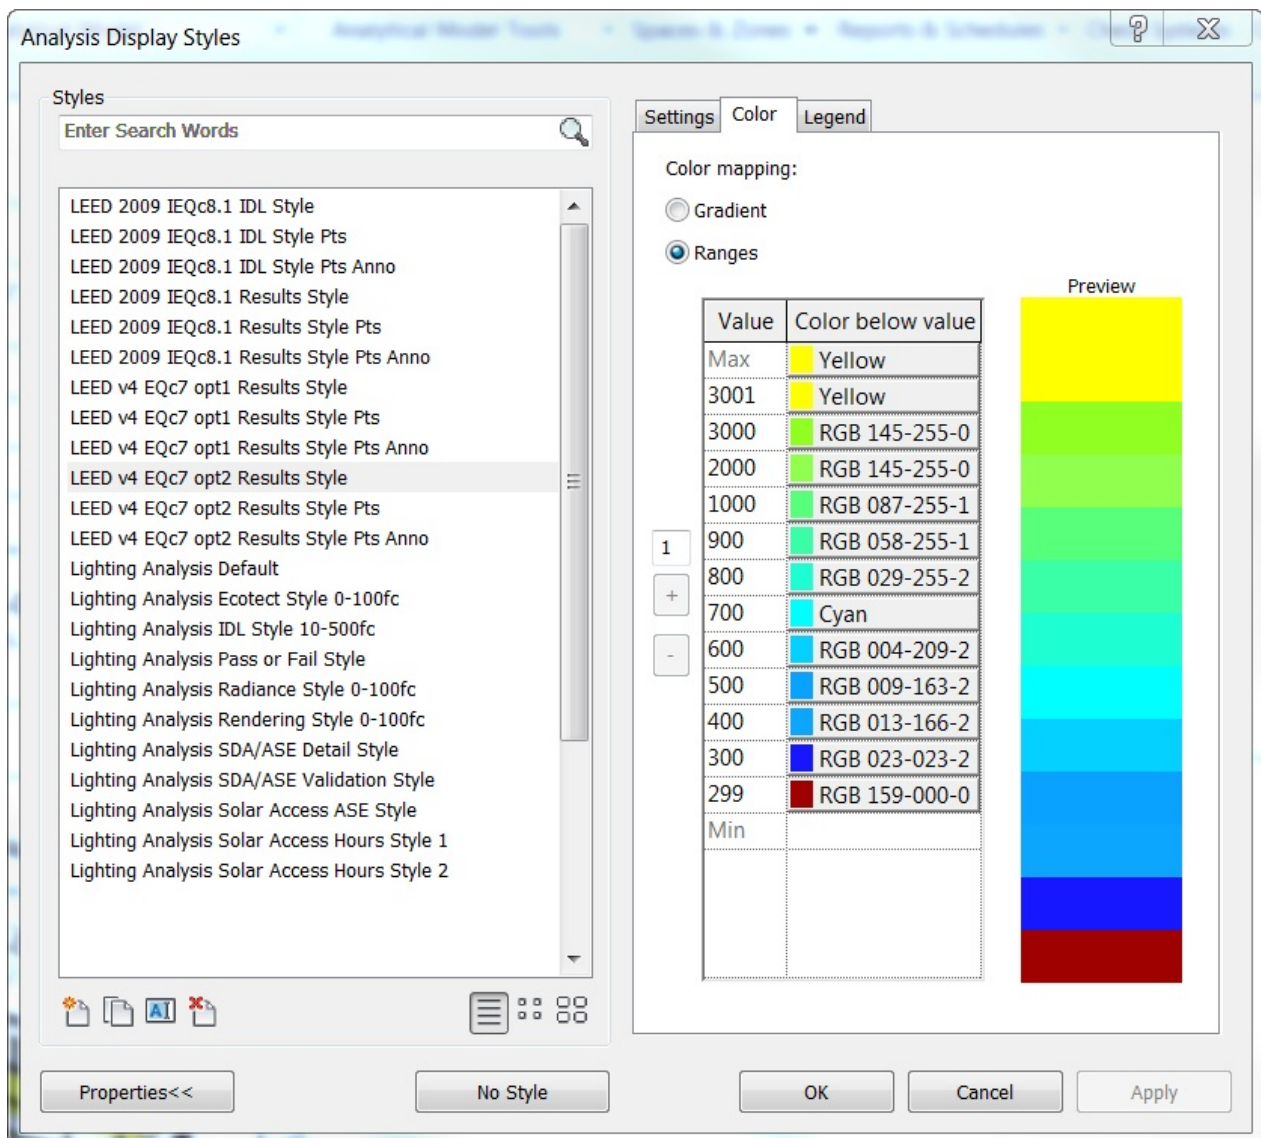 Analysis Display Styles
Styles
Enter Search Words
LEED 2009 IEQc8.1 IDL Style
LEED 2009 IEQc8.1 IDL Style Pts
LEED 2009 IEQc8.1 IDL Style Pts Anno
LEED 2009 IEQc8.1 Results Style
LEED 2009 IEQc8.1 Results Style Pts
LEED 2009 IEQc8.1 Results Style Pts Anno
LEED v4 EQc7 opt1 Results Style
LEED v4 EQc7 opt1 Results Style Pts
LEED v4 EQc7 opt1 Results Style Pts Anno
LEED v4 EQc7 opt2 Results Style
LEED v4 EQc7 opt2 Results Style Pts
LEED v4 EQc7 opt2 Results Style Pts Anno
Lighting Analysis Default
Lighting Analysis Ecotect Style 0-100fc
Lighting Analysis IDL Style 10-500fc
Lighting Analysis Pass or Fail Style
Lighting Analysis Radiance Style 0-100fc
Lighting Analysis Rendering Style 0-100fc
Lighting Analysis SDA/ASE Detail Style
Lighting Analysis SDA/ASE Validation Style
Lighting Analysis Solar Access ASE Style
Lighting Analysis Solar Access Hours Style 1
Lighting Analysis Solar Access Hours Style 2
Settings Color Legend
Color mapping:
Gradient
Ranges
Preview
Value Color below value
Max Yellow
3001 Yellow
3000 RGB 145-255-0
2000 RGB 145-255-0
1000 RGB 087-255-1
900 RGB 058-255-1
800 RGB 029-255-2
700 Cyan
600 RGB 004-209-2
500 RGB 009-163-2
400 RGB 013-166-2
300 RGB 023-023-2
299 RGB 159-000-0
Min
1
+
-
Properties<< No Style OK Cancel Apply